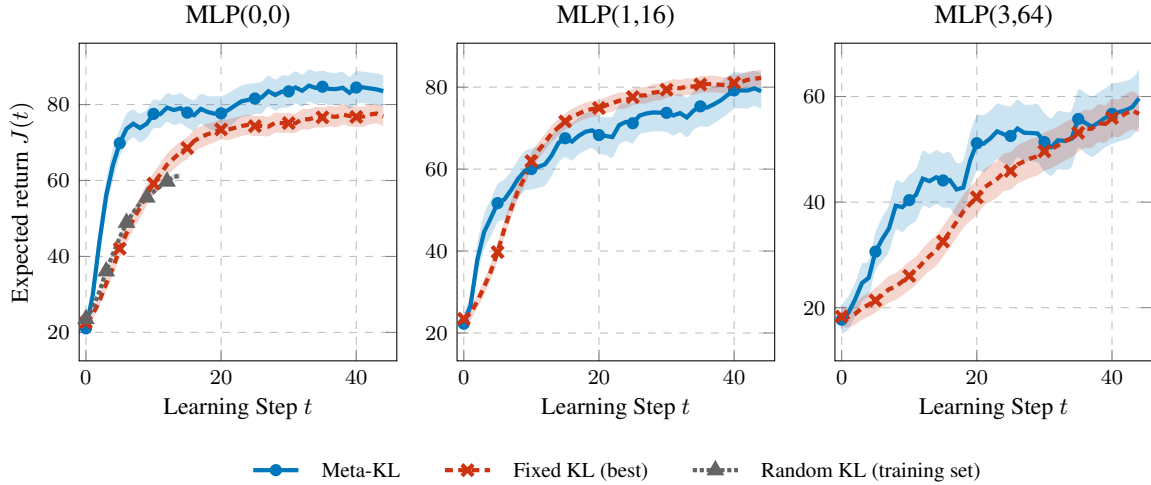 MLP(0,0)
MLP(1,16)
MLP(3,64)
Expected return J(t)
80
60
40
20
0
20
40
Learning Step t
80
60
40
20
0
20
40
Learning Step t
60
40
20
0
20
40
Learning Step t
Meta-KL
Fixed KL (best)
Random KL (training set)